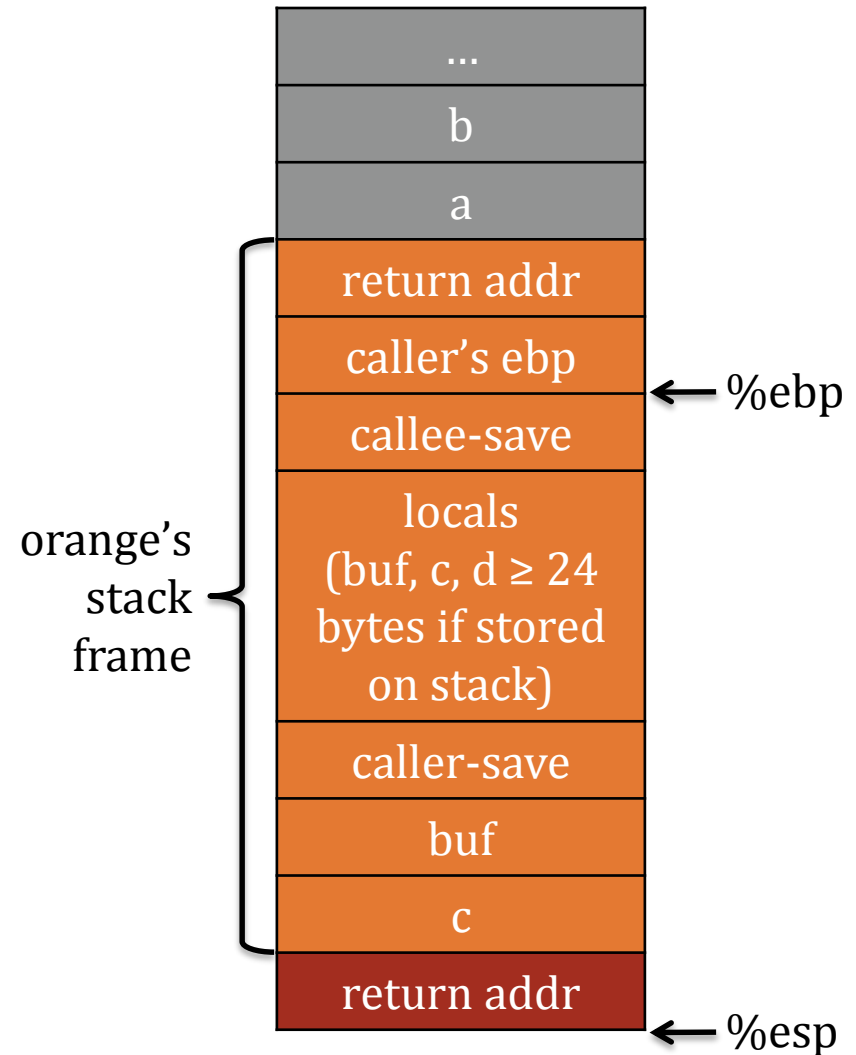 ...
b
a
return addr
caller’s ebp
%ebp
callee-save
locals
(buf, c, d ≥ 24
bytes if stored
on stack)
orange’s
stack
frame
caller-save
buf
c
return addr
%esp